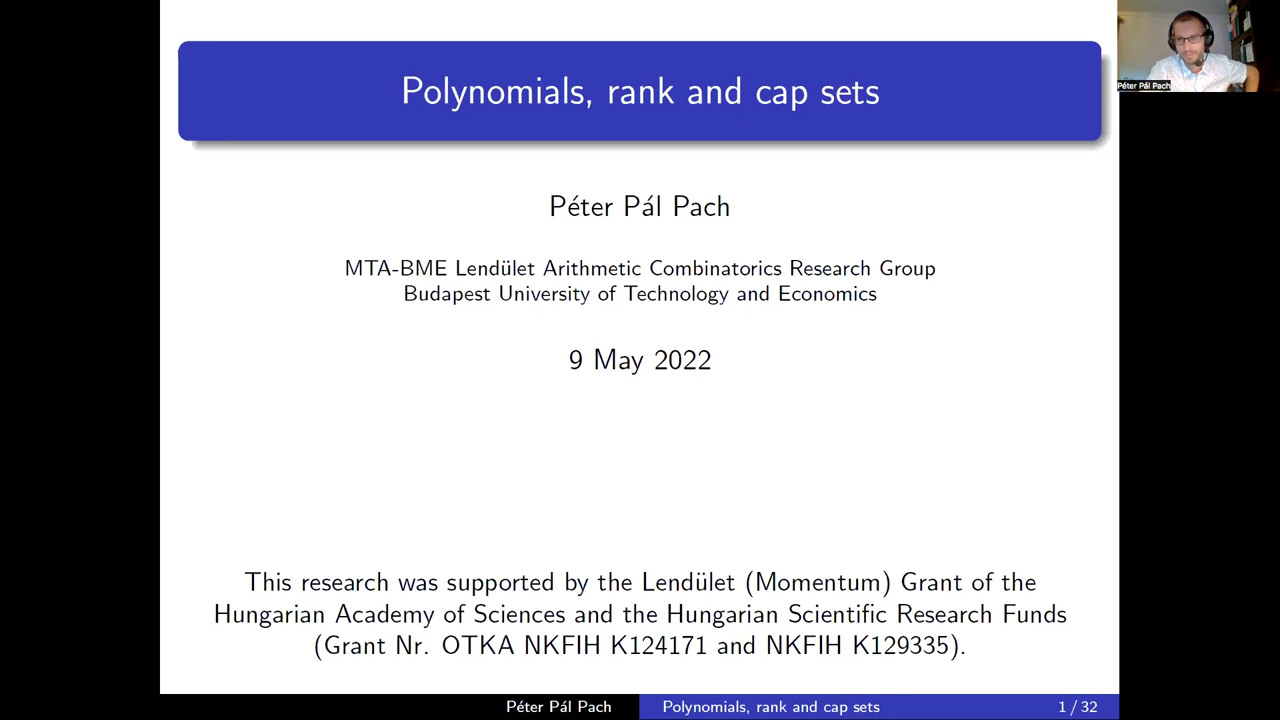 Polynomials, rank and cap sets
Péter Pál Pach
Péter Pál Pach
MTA-BME Lendület Arithmetic Combinatorics Research Group
Budapest University of Technology and Economics
9 May 2022
This research was supported by the Lendület (Momentum) Grant of the
Hungarian Academy of Sciences and the Hungarian Scientific Research Funds
(Grant Nr. OTKA NKFIH K124171 and NKFIH K129335).
Péter Pál Pach
Polynomials, rank and cap sets
1 / 32